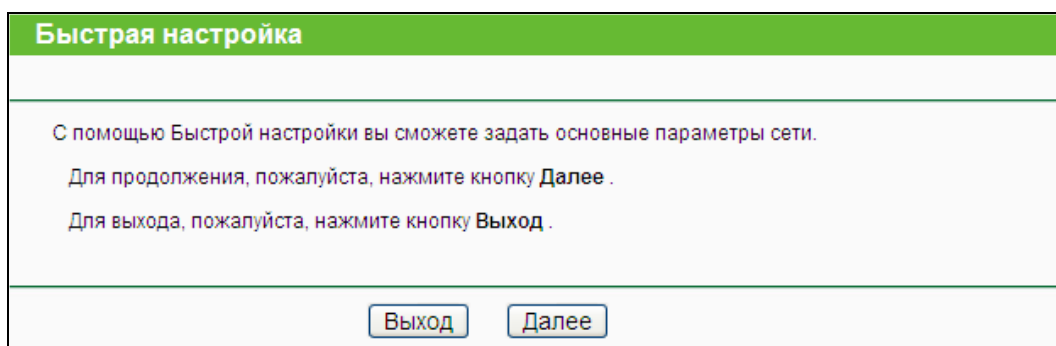 Быстрая настройка
С помощью Быстрой настройки вы сможете задать основные параметры сети.
Для продолжения, пожалуйста, нажмите кнопку Далее .
Для выхода, пожалуйста, нажмите кнопку Выход .
Выход Далее